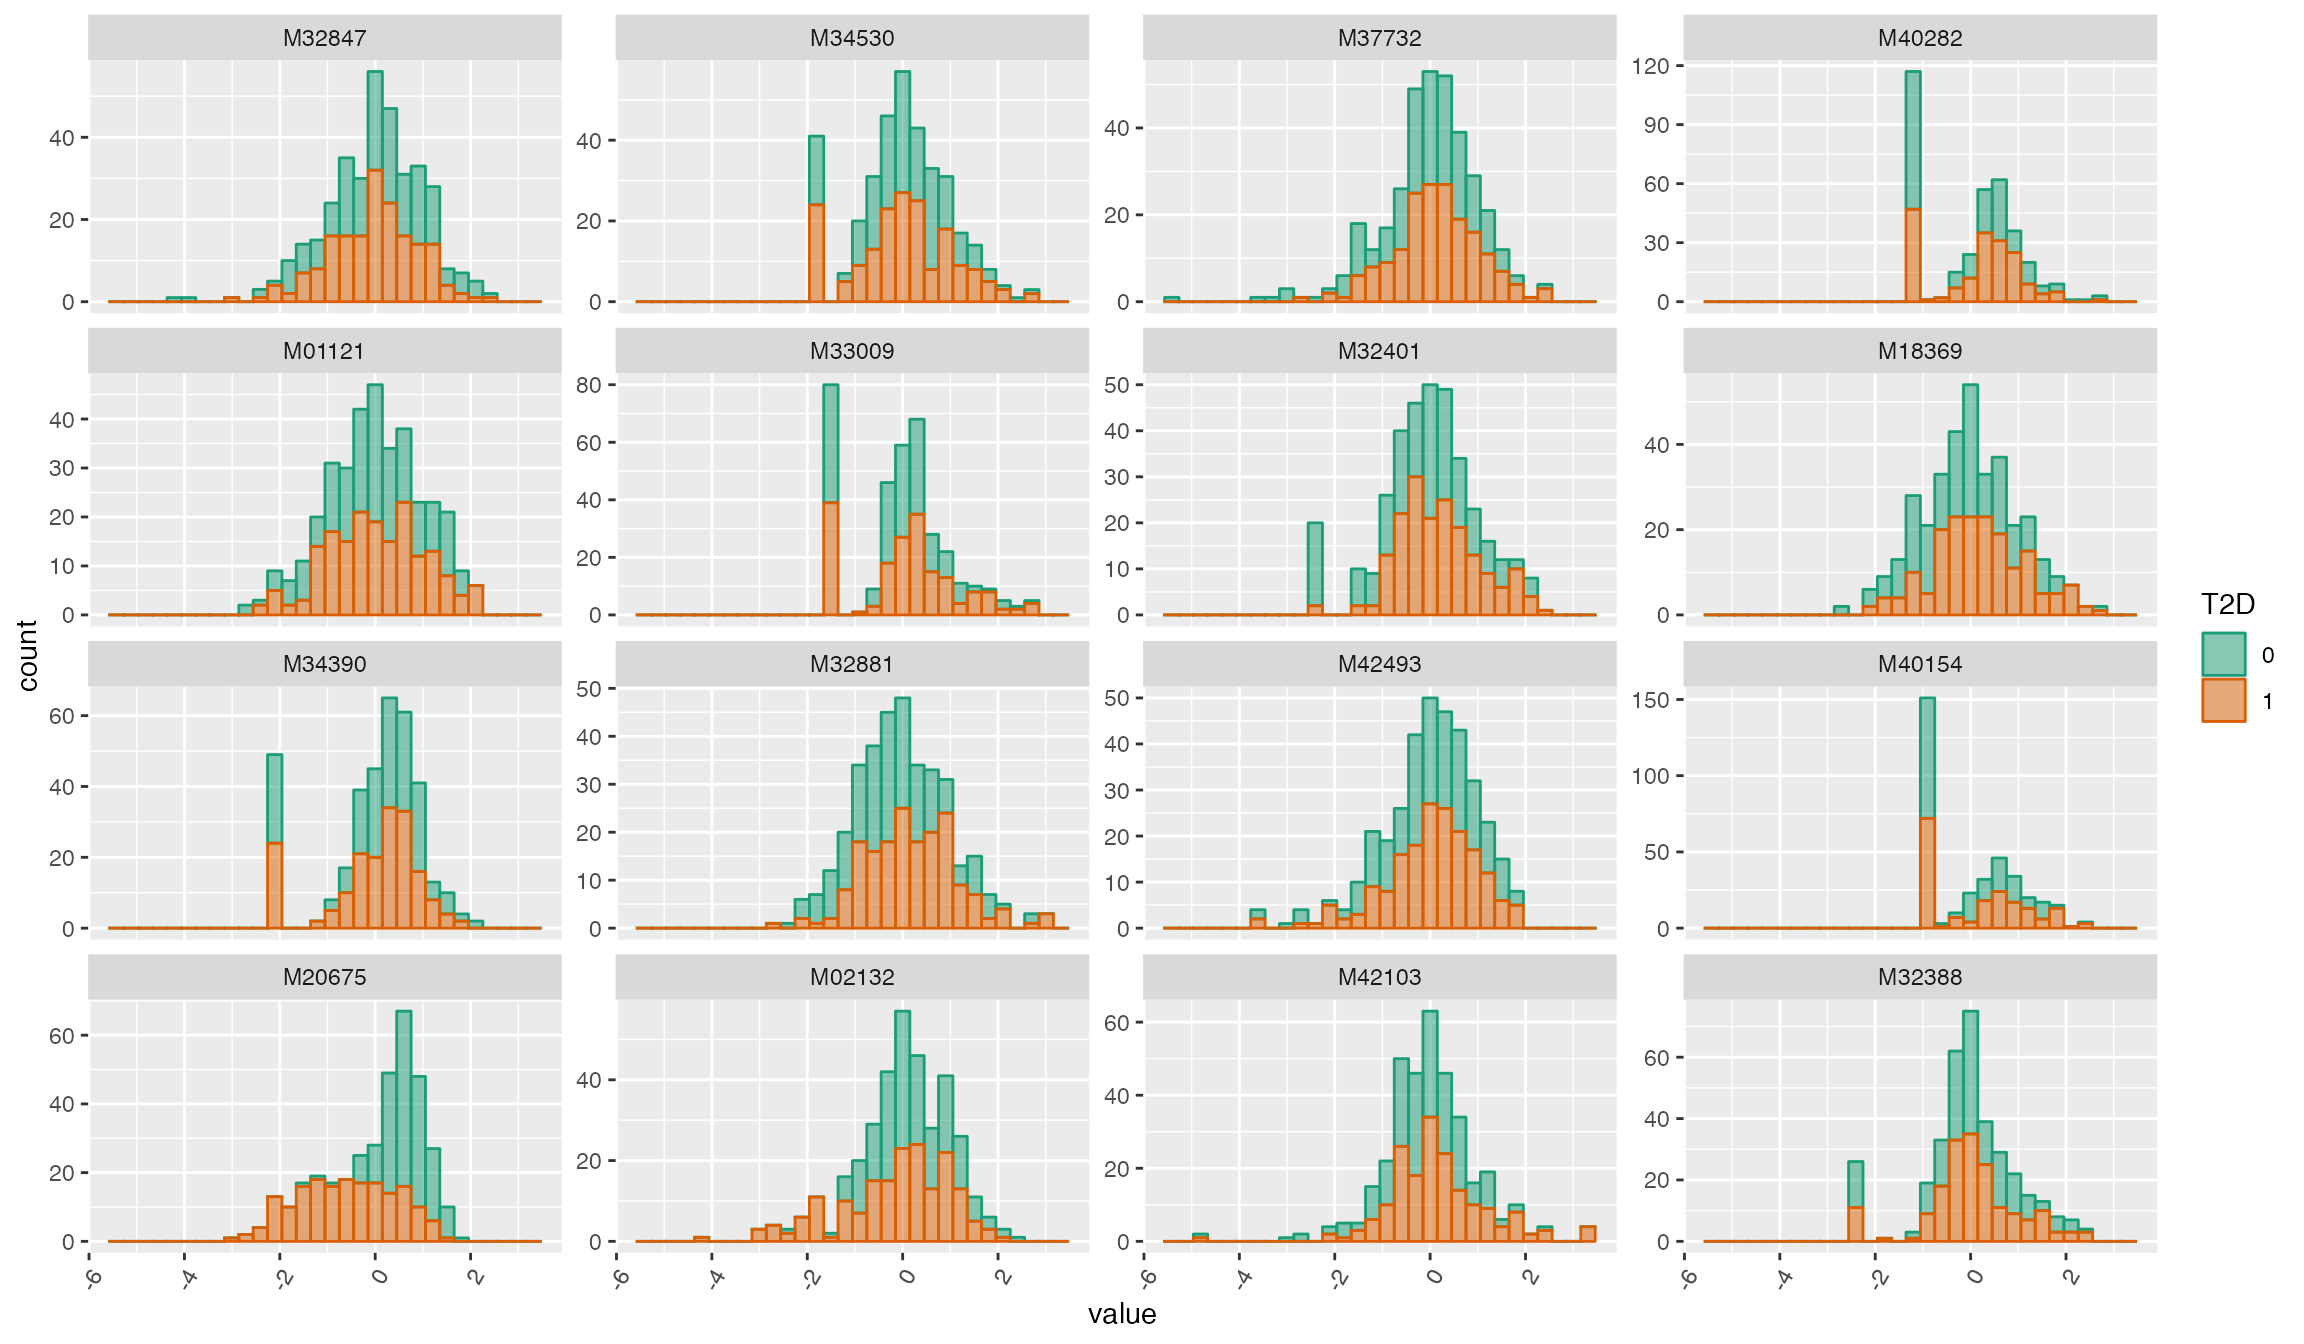 M32847 M34530 M37732 M40282
40 20 0
40 20 0
40 20 0
120 90 60 30 0
M01121 M33009 M32401 M18369
40 30 20 10 0
80 60 40 20 0
50 40 30 20 10 0
40 20 0
M34390 M32881 M42493 M40154
60 40 20 0
50 40 30 20 10 0
50 40 30 20 10 0
150 100 50 0
M20675 M02132 M42103 M32388
60 40 20 0
40 20 0
60 40 20 0
60 40 20 0
-6 -4 -2 0 2
-6 -4 -2 0 2
-6 -4 -2 0 2
-6 -4 -2 0 2
count
value
T2D
0
1